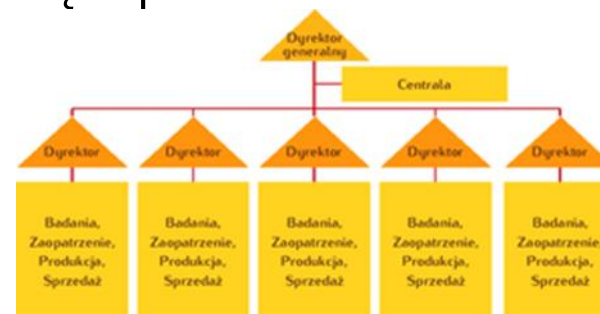 Dyrektor
generalny
Centrala
Dyrektor
Dyrektor
Dyrektor
Dyrektor
Dyrektor
Badania,
Zaopatrzenie,
Produkcja,
Sprzedaż
Badania,
Zaopatrzenie,
Produkcja,
Sprzedaż
Badania,
Zaopatrzenie,
Produkcja,
Sprzedaż
Badania,
Zaopatrzenie,
Produkcja,
Sprzedaż
Badania,
Zaopatrzenie,
Produkcja,
Sprzedaż